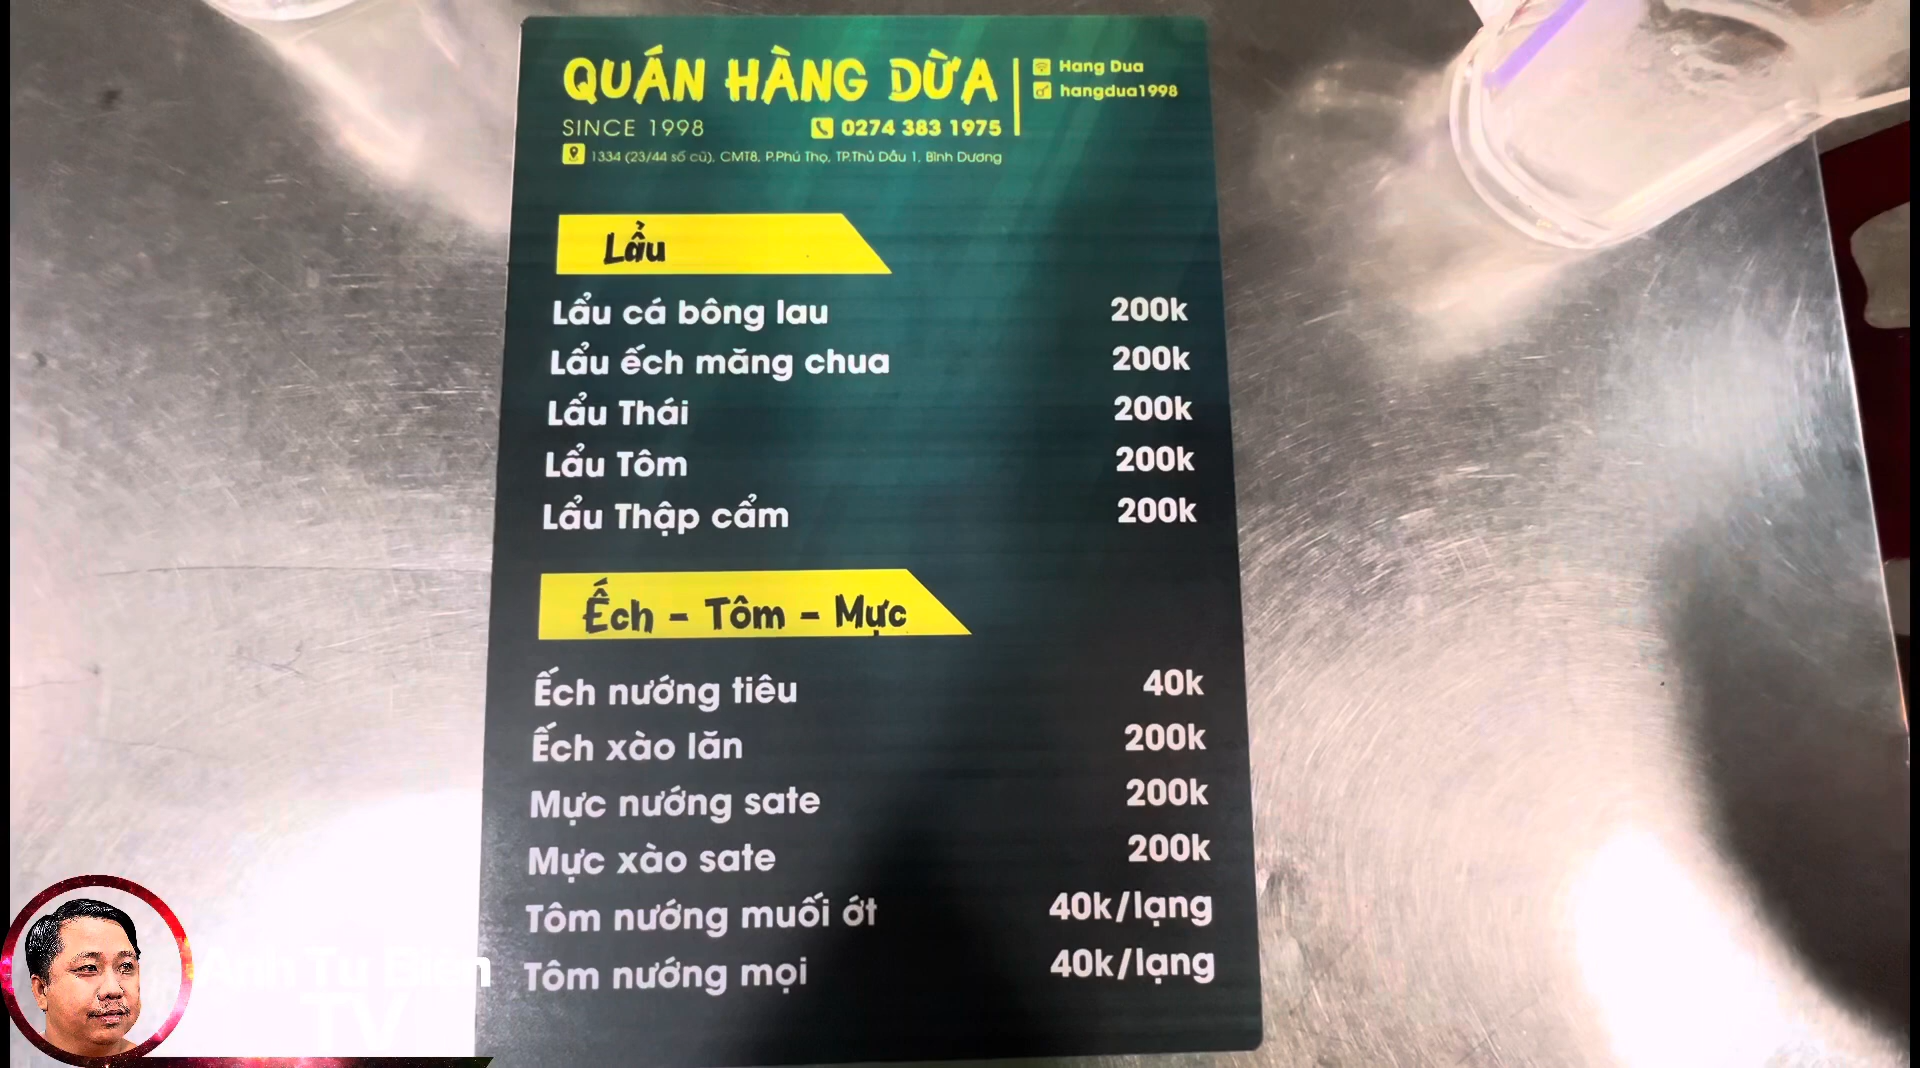 QUÁN HÀNG DỪA
Hang Dua
hangdua1998
SINCE 1998
0274 383 1975
1334 (23/44 số cũ), CMT8, P.Phú Thọ, TP.Thủ Dầu 1, Bình Dương
Lẩu
Lẩu cá bông lau 200k
Lẩu ếch măng chua 200k
Lẩu Thái 200k
Lẩu Tôm 200k
Lẩu Thập cẩm 200k
Ếch - Tôm - Mực
Ếch nướng tiêu 40k
Ếch xào lăn 200k
Mực nướng sate 200k
Mực xào sate 200k
Tôm nướng muối ớt 40k/lạng
Tôm nướng mọi 40k/lạng
TV